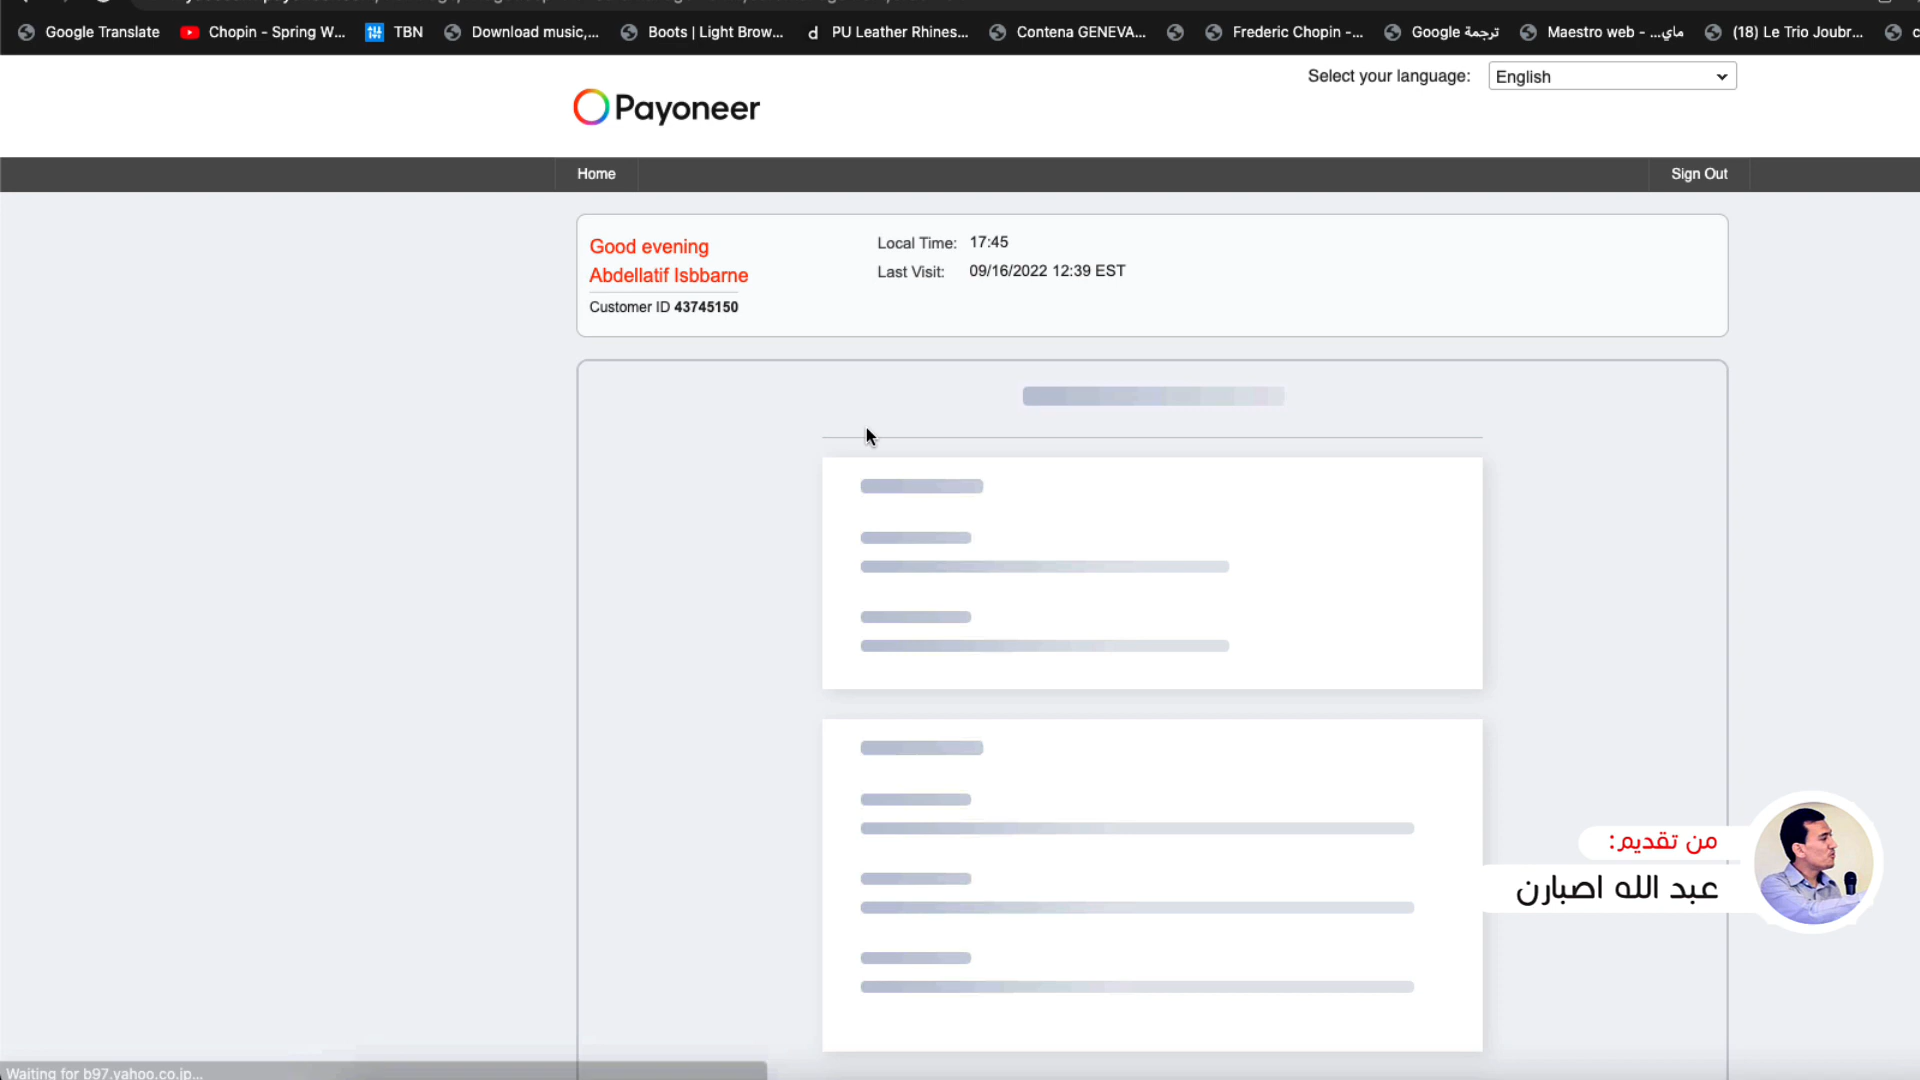 Google Translate
Chopin - Spring W...
TBN
Download music,...
Boots | Light Brow...
PU Leather Rhines...
Contena GENEVA...
Frederic Chopin -...
Google ترجمة
Maestro web - ...ماي
(18) Le Trio Joubr...
Select your language:
English
Payoneer
Home
Sign Out
Good evening
Abdellatif Isbbarne
Customer ID 43745150
Local Time: 17:45
Last Visit: 09/16/2022 12:39 EST
من تقديم:
عبد الله اصبارن
Waiting for b97.yahoo.co.jp...